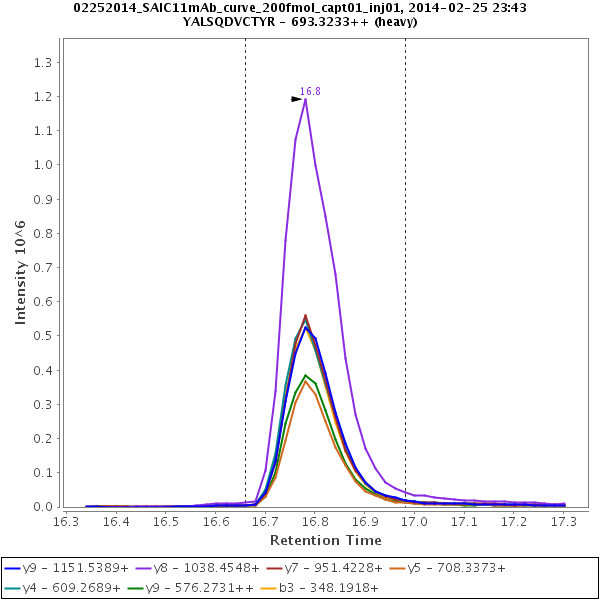 02252014_SAIC11mAb_curve_200fmol_capt01_inj01, 2014-02-25 23:43
YALSQDVCTYR - 693.3233++ (heavy)
16.8
1.3
1.2
1.1
1.0
0.9
0.8
0.7
0.6
0.5
0.4
0.3
0.2
0.1
0.0
Intensity 10^6
16.3 16.4 16.5 16.6 16.7 16.8 16.9 17.0 17.1 17.2 17.3
Retention Time
y9 - 1151.5389+ y8 - 1038.4548+ y7 - 951.4228+ y5 - 708.3373+
y4 - 609.2689+ y9 - 576.2731++ b3 - 348.1918+